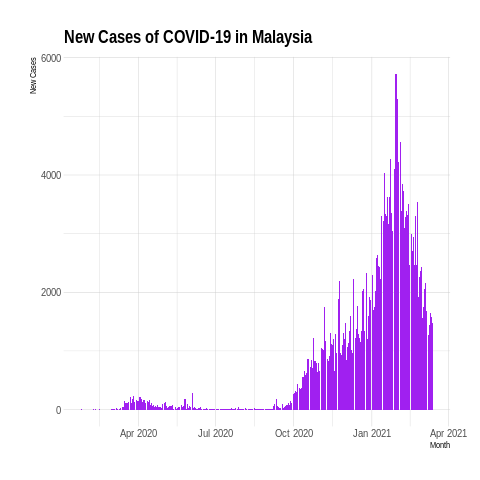 New Cases of COVID-19 in Malaysia
New Cases
6000
4000
2000
0
Apr 2020 Jul 2020 Oct 2020 Jan 2021 Apr 2021
Month